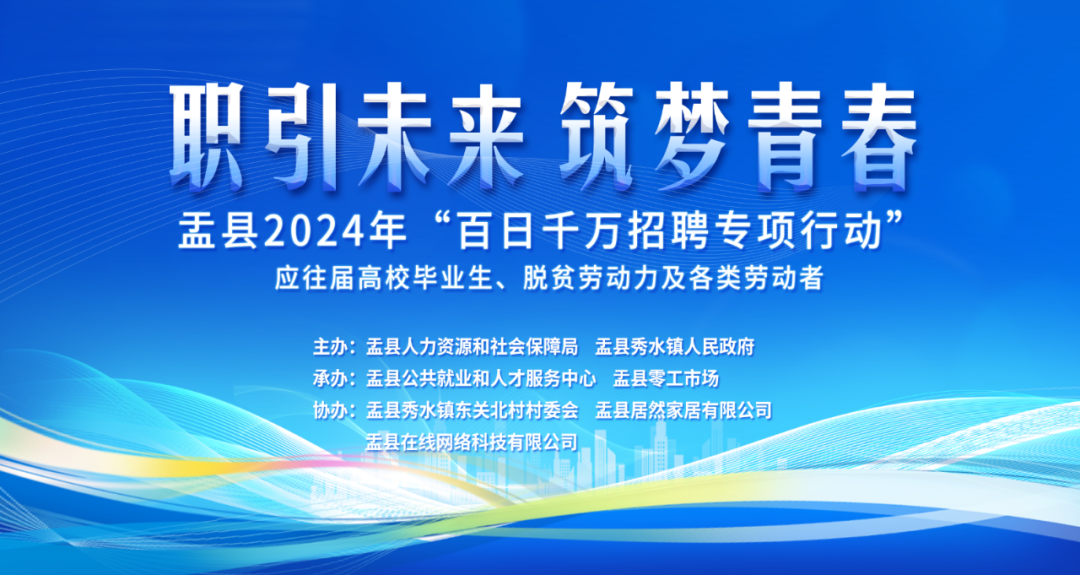 职引未来 筑梦青春
盂县2024年“百日千万招聘专项行动”
应往届高校毕业生、脱贫劳动力及各类劳动者
主办：盂县人力资源和社会保障局 盂县秀水镇人民政府
承办：盂县公共就业和人才服务中心 盂县零工市场
协办：盂县秀水镇东关北村村委会 盂县居然家居有限公司
盂县在线网络科技有限公司